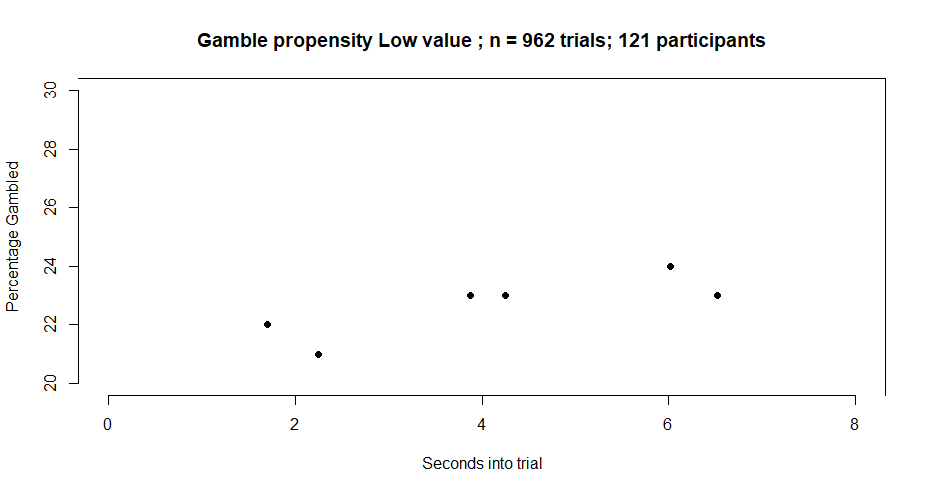 Gamble propensity Low value ; n = 962 trials; 121 participants
Percentage Gambled
30
28
26
24
22
20
0 2 4 6 8
Seconds into trial